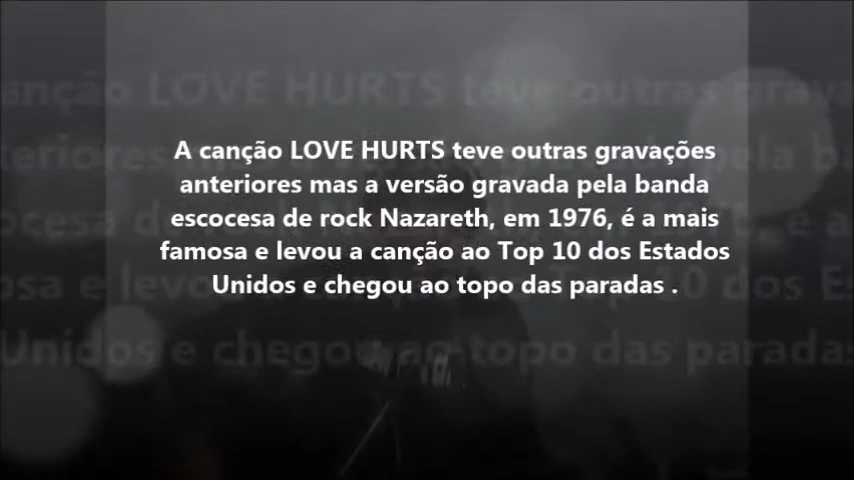 A canção LOVE HURTS teve outras gravações
anteriores mas a versão gravada pela banda
escocesa de rock Nazareth, em 1976, é a mais
famosa e levou a canção ao Top 10 dos Estados
Unidos e chegou ao topo das paradas .